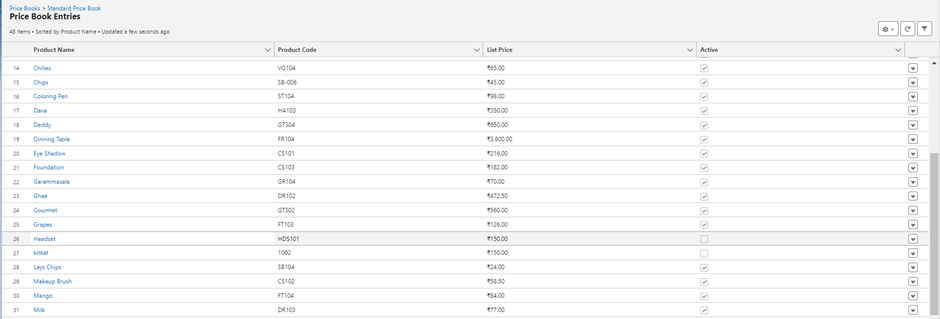 Price Books > Standard Price Book
Price Book Entries
48 items • Sorted by Product Name • Updated a few seconds ago
Product Name Product Code List Price Active
14 Chilies VG104 ₹65.00
15 Chips SB-006 ₹45.00
16 Coloring Pen ST104 ₹98.00
17 Dava HA103 ₹350.00
18 Deddy GT304 ₹650.00
19 Dinning Table FR104 ₹3,600.00
20 Eye Shadow CS101 ₹216.00
21 Foundation CS103 ₹182.00
22 Garammasala GR104 ₹70.00
23 Ghee DR102 ₹472.50
24 Gourmet GT302 ₹560.00
25 Grapes FT103 ₹126.00
26 Headset HDS101 ₹150.00
27 kitkat 1002 ₹150.00
28 Lays Chips SB104 ₹24.00
29 Makeup Brush CS102 ₹58.50
30 Mango FT104 ₹84.00
31 Milk DR103 ₹77.00